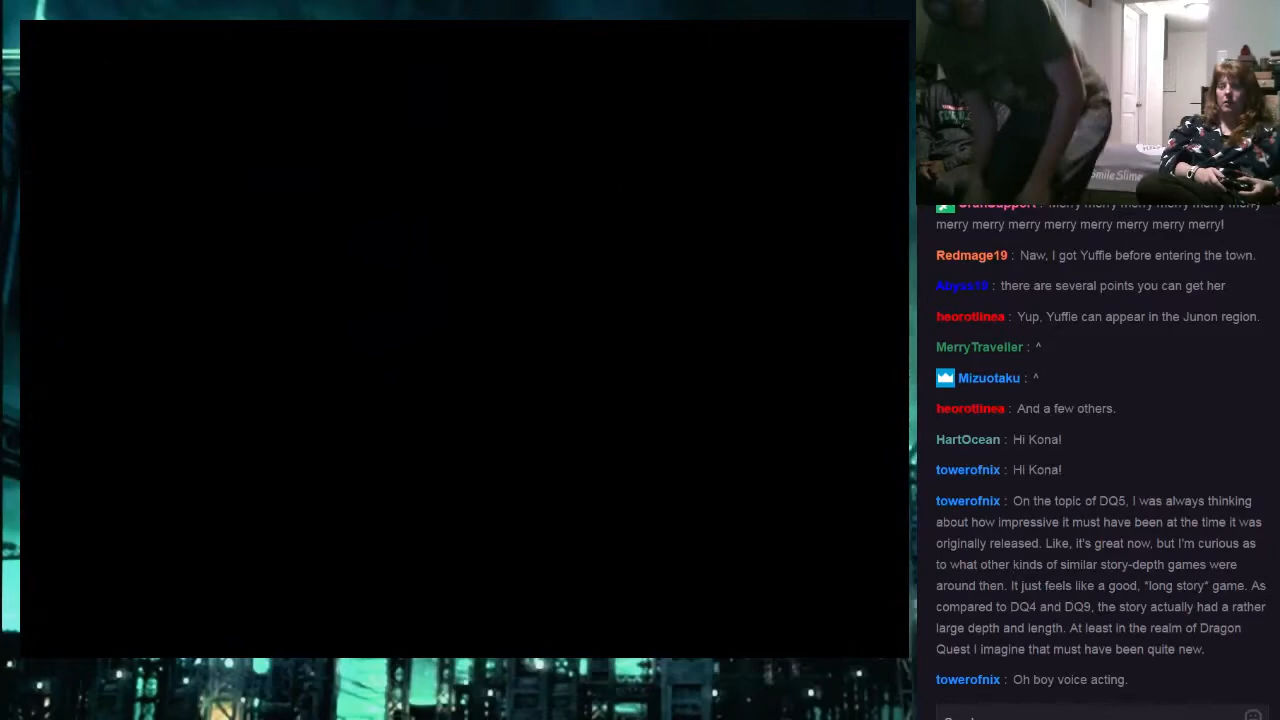 merry merry merry merry merry merry merry merry!
Redmage19 : Naw, I got Yuffie before entering the town.
Abyss19 : there are several points you can get her
heorotlinea : Yup, Yuffie can appear in the Junon region.
MerryTraveller : ^
Mizuotaku : ^
heorotlinea : And a few others.
HartOcean : Hi Kona!
towerofnix : Hi Kona!
towerofnix : On the topic of DQ5, I was always thinking
about how impressive it must have been at the time it was
originally released. Like, it's great now, but I'm curious as
to what other kinds of similar story-depth games were
around then. It just feels like a good, *long story* game. As
compared to DQ4 and DQ9, the story actually had a rather
large depth and length. At least in the realm of Dragon
Quest I imagine that must have been quite new.
towerofnix : Oh boy voice acting.